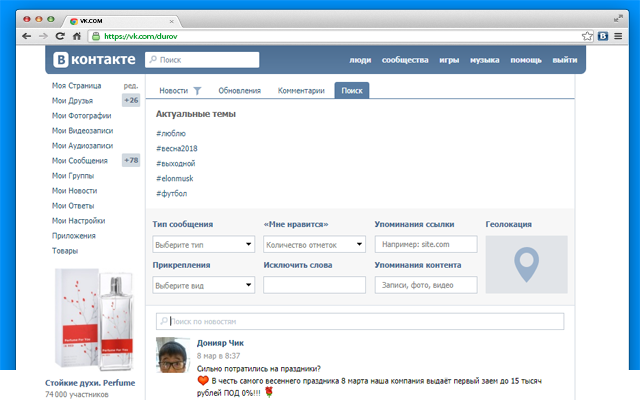 VK.COM
https://vk.com/durov
В контакте
Поиск
люди сообщества игры музыка помощь выйти
Моя Страница ред.
Мои Друзья +26
Мои Фотографии
Мои Видеозаписи
Мои Аудиозаписи
Мои Сообщения +78
Мои Группы
Мои Новости
Мои Ответы
Мои Настройки
Приложения
Товары
Стойкие духи. Perfume
74 000 участников
Новости Обновления Комментарии Поиск
Актуальные темы
#люблю
#весна2018
#выходной
#elonmusk
#футбол
Тип сообщения «Мне нравится» Упоминания ссылки Геолокация
Выберите тип Количество отметок Например: site.com
Прикрепления Исключить слова Упоминания контента
Выберите вид Записи, фото, видео
Поиск по новостям
Донияр Чик
8 мар в 8:37
Сильно потратились на праздники?
В честь самого весеннего праздника 8 марта наша компания выдаёт первый заем до 15 тысяч
рублей ПОД 0%!!!